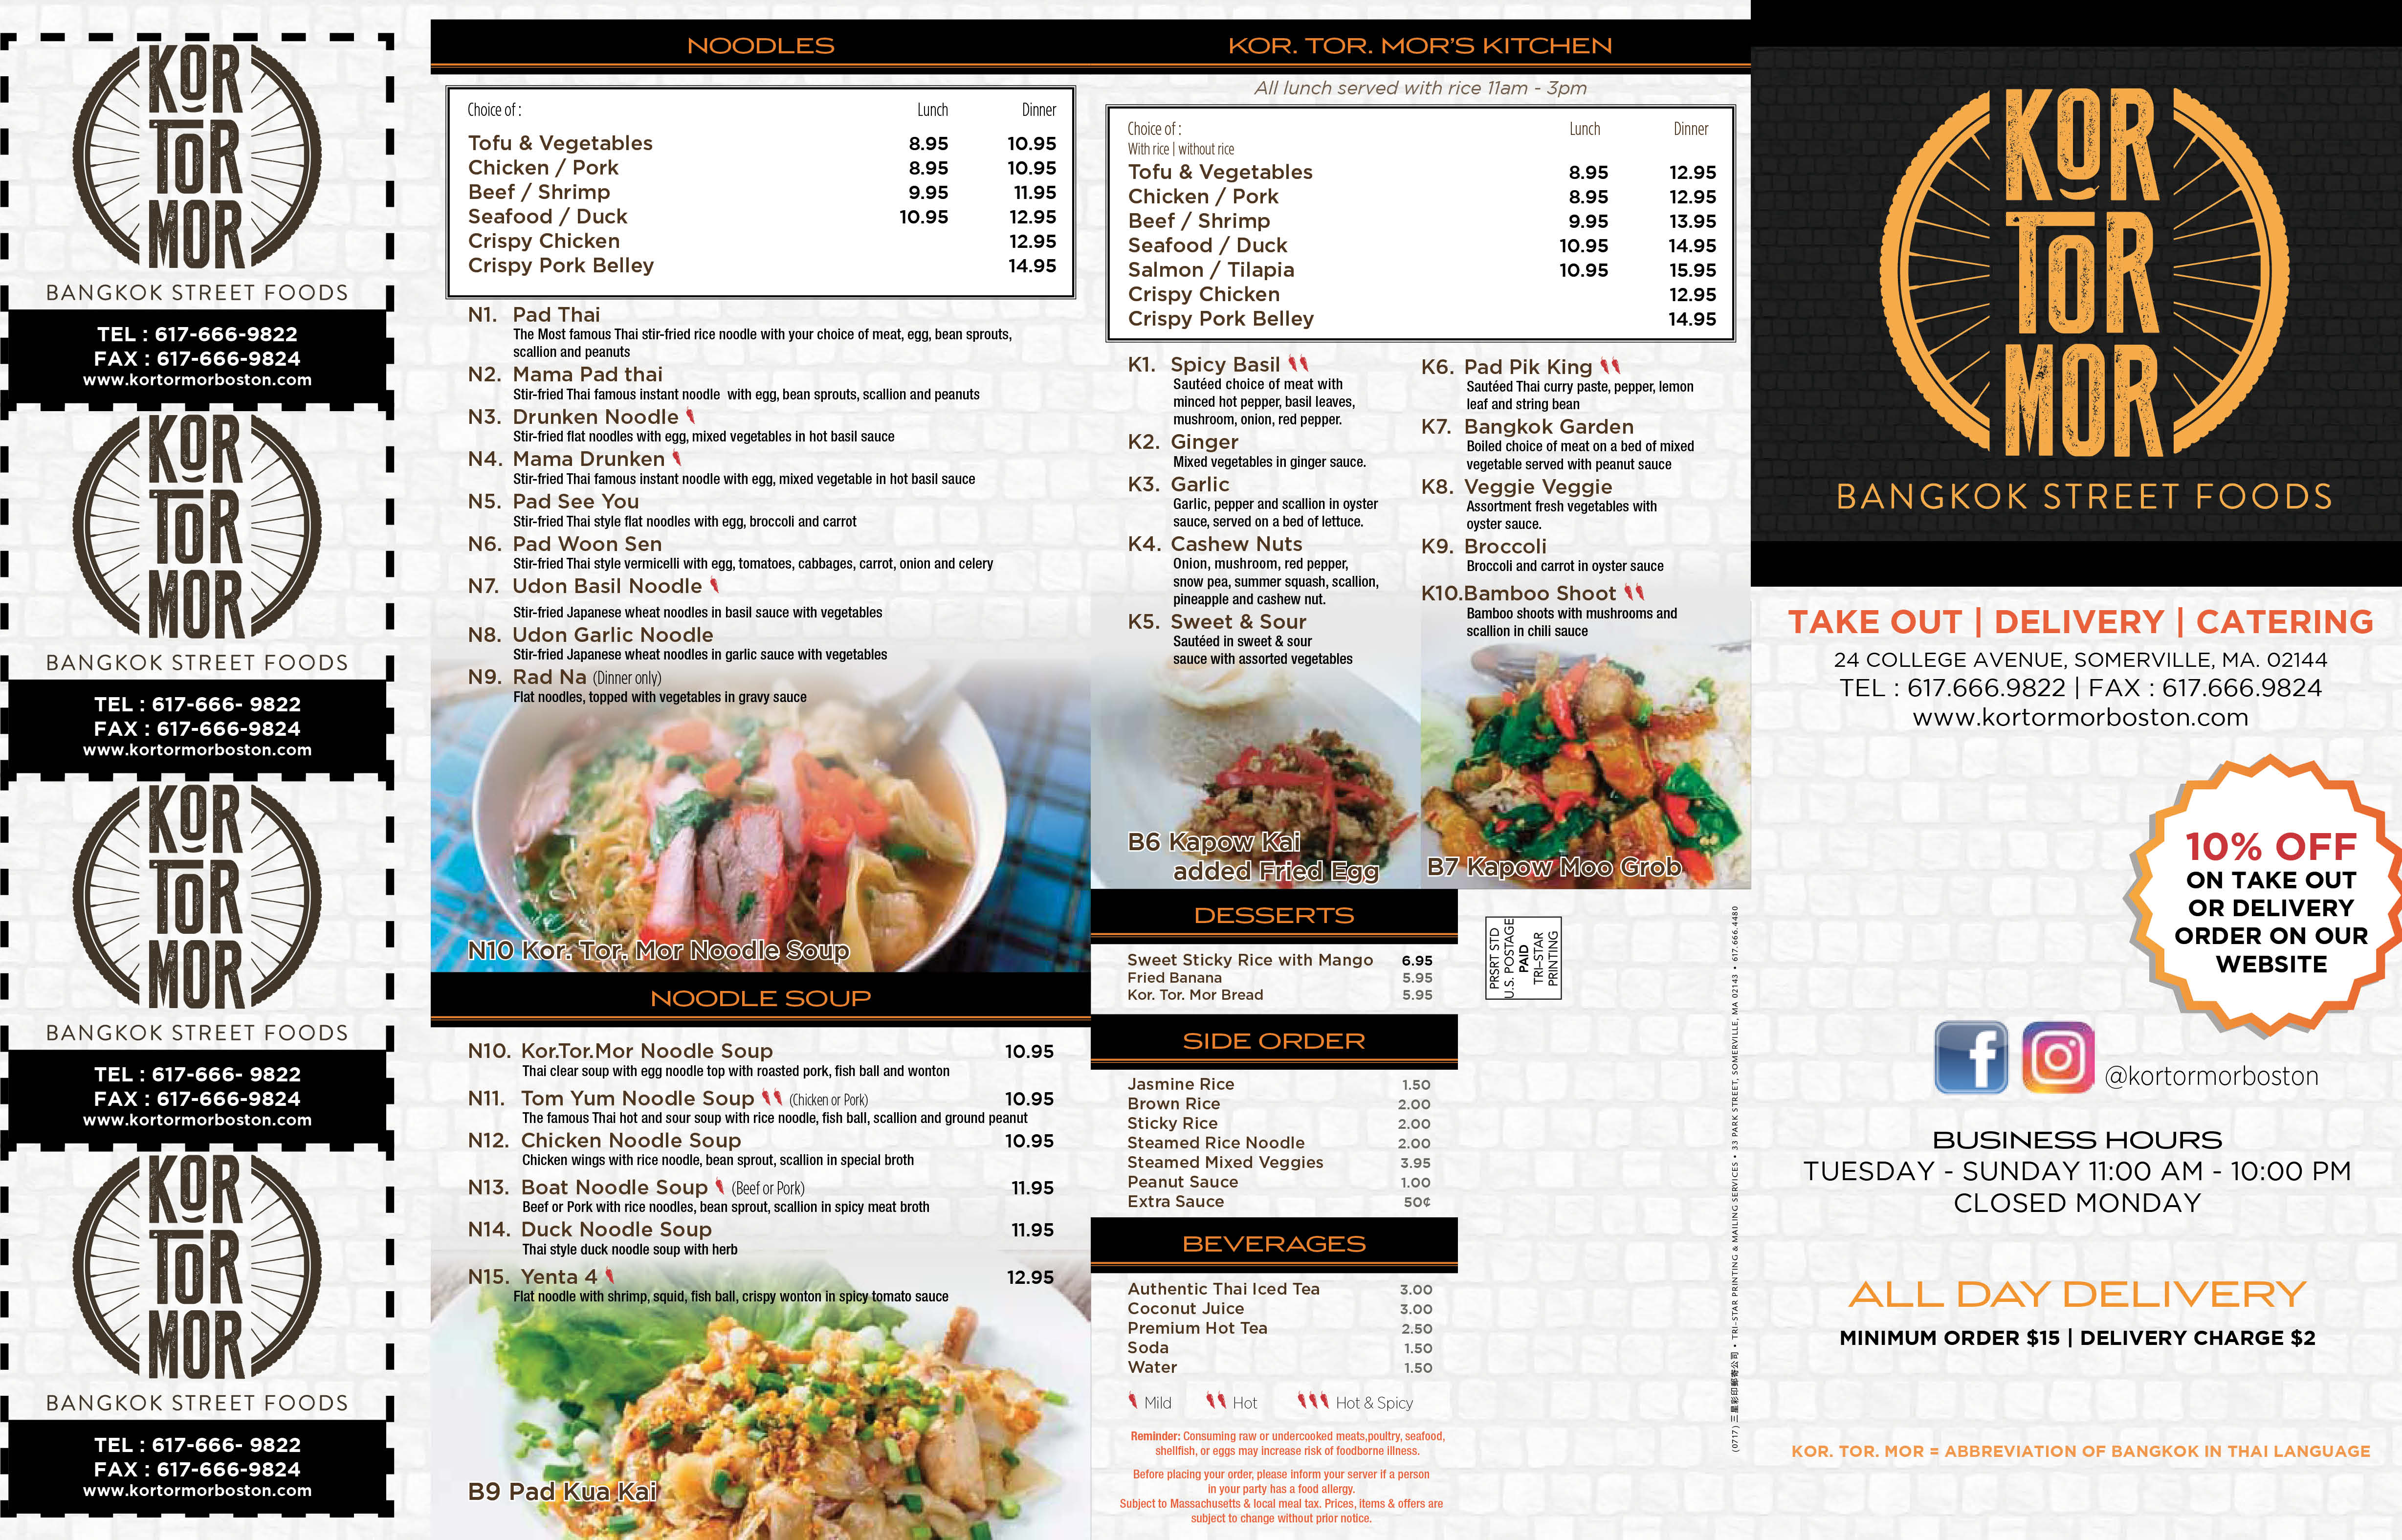 KOR
TOR
MOR
BANGKOK STREET FOODS
TEL : 617-666-9822
FAX : 617-666-9824
www.kortormorboston.com
KOR
TOR
MOR
BANGKOK STREET FOODS
TEL : 617-666- 9822
FAX : 617-666-9824
www.kortormorboston.com
KOR
TOR
MOR
BANGKOK STREET FOODS
TEL : 617-666- 9822
FAX : 617-666-9824
www.kortormorboston.com
KOR
TOR
MOR
BANGKOK STREET FOODS
TEL : 617-666- 9822
FAX : 617-666-9824
www.kortormorboston.com
NOODLES
Choice of : Lunch Dinner
Tofu & Vegetables 8.95 10.95
Chicken / Pork 8.95 10.95
Beef / Shrimp 9.95 11.95
Seafood / Duck 10.95 12.95
Crispy Chicken 12.95
Crispy Pork Belley 14.95
N1. Pad Thai
The Most famous Thai stir-fried rice noodle with your choice of meat, egg, bean sprouts,
scallion and peanuts
N2. Mama Pad thai
Stir-fried Thai famous instant noodle with egg, bean sprouts, scallion and peanuts
N3. Drunken Noodle
Stir-fried flat noodles with egg, mixed vegetables in hot basil sauce
N4. Mama Drunken
Stir-fried Thai famous instant noodle with egg, mixed vegetable in hot basil sauce
N5. Pad See You
Stir-fried Thai style flat noodles with egg, broccoli and carrot
N6. Pad Woon Sen
Stir-fried Thai style vermicelli with egg, tomatoes, cabbages, carrot, onion and celery
N7. Udon Basil Noodle
Stir-fried Japanese wheat noodles in basil sauce with vegetables
N8. Udon Garlic Noodle
Stir-fried Japanese wheat noodles in garlic sauce with vegetables
N9. Rad Na (Dinner only)
Flat noodles, topped with vegetables in gravy sauce
N10 Kor. Tor. Mor Noodle Soup
NOODLE SOUP
N10. Kor.Tor.Mor Noodle Soup 10.95
Thai clear soup with egg noodle top with roasted pork, fish ball and wonton
N11. Tom Yum Noodle Soup (Chicken or Pork) 10.95
The famous Thai hot and sour soup with rice noodle, fish ball, scallion and ground peanut
N12. Chicken Noodle Soup 10.95
Chicken wings with rice noodle, bean sprout, scallion in special broth
N13. Boat Noodle Soup (Beef or Pork) 11.95
Beef or Pork with rice noodles, bean sprout, scallion in spicy meat broth
N14. Duck Noodle Soup 11.95
Thai style duck noodle soup with herb
N15. Yenta 4 12.95
Flat noodle with shrimp, squid, fish ball, crispy wonton in spicy tomato sauce
B9 Pad Kua Kai
KOR. TOR. MOR'S KITCHEN
All lunch served with rice 11am - 3pm
Choice of : Lunch Dinner
With rice | without rice
Tofu & Vegetables 8.95 12.95
Chicken / Pork 8.95 12.95
Beef / Shrimp 9.95 13.95
Seafood / Duck 10.95 14.95
Salmon / Tilapia 10.95 15.95
Crispy Chicken 12.95
Crispy Pork Belley 14.95
K1. Spicy Basil
Sautéed choice of meat with
minced hot pepper, basil leaves,
mushroom, onion, red pepper.
K2. Ginger
Mixed vegetables in ginger sauce.
K3. Garlic
Garlic, pepper and scallion in oyster
sauce, served on a bed of lettuce.
K4. Cashew Nuts
Onion, mushroom, red pepper,
snow pea, summer squash, scallion,
pineapple and cashew nut.
K5. Sweet & Sour
Sautéed in sweet & sour
sauce with assorted vegetables
K6. Pad Pik King
Sautéed Thai curry paste, pepper, lemon
leaf and string bean
K7. Bangkok Garden
Boiled choice of meat on a bed of mixed
vegetable served with peanut sauce
K8. Veggie Veggie
Assortment fresh vegetables with
oyster sauce.
K9. Broccoli
Broccoli and carrot in oyster sauce
K10.Bamboo Shoot
Bamboo shoots with mushrooms and
scallion in chili sauce
B6 Kapow Kai
added Fried Egg
B7 Kapow Moo Grob
DESSERTS
Sweet Sticky Rice with Mango 6.95
Fried Banana 5.95
Kor. Tor. Mor Bread 5.95
SIDE ORDER
Jasmine Rice 1.50
Brown Rice 2.00
Sticky Rice 2.00
Steamed Rice Noodle 2.00
Steamed Mixed Veggies 3.95
Peanut Sauce 1.00
Extra Sauce 50¢
BEVERAGES
Authentic Thai Iced Tea 3.00
Coconut Juice 3.00
Premium Hot Tea 2.50
Soda 1.50
Water 1.50
Mild Hot Hot & Spicy
Reminder: Consuming raw or undercooked meats,poultry, seafood,
shellfish, or eggs may increase risk of foodborne illness.
Before placing your order, please inform your server if a person
in your party has a food allergy.
Subject to Massachusetts & local meal tax. Prices, items & offers are
subject to change without prior notice.
PRSRT STD
U.S. POSTAGE
PAID
TRI-STAR
PRINTING
(0717) 三星彩印郵寄公司 • TRI-STAR PRINTING & MAILING SERVICES • 33 PARK STREET, SOMERVILLE, MA 02143 • 617.666.4480
KOR
TOR
MOR
BANGKOK STREET FOODS
TAKE OUT | DELIVERY | CATERING
24 COLLEGE AVENUE, SOMERVILLE, MA. 02144
TEL : 617.666.9822 | FAX : 617.666.9824
www.kortormorboston.com
10% OFF
ON TAKE OUT
OR DELIVERY
ORDER ON OUR
WEBSITE
@kortormorboston
BUSINESS HOURS
TUESDAY - SUNDAY 11:00 AM - 10:00 PM
CLOSED MONDAY
ALL DAY DELIVERY
MINIMUM ORDER $15 | DELIVERY CHARGE $2
KOR. TOR. MOR = ABBREVIATION OF BANGKOK IN THAI LANGUAGE